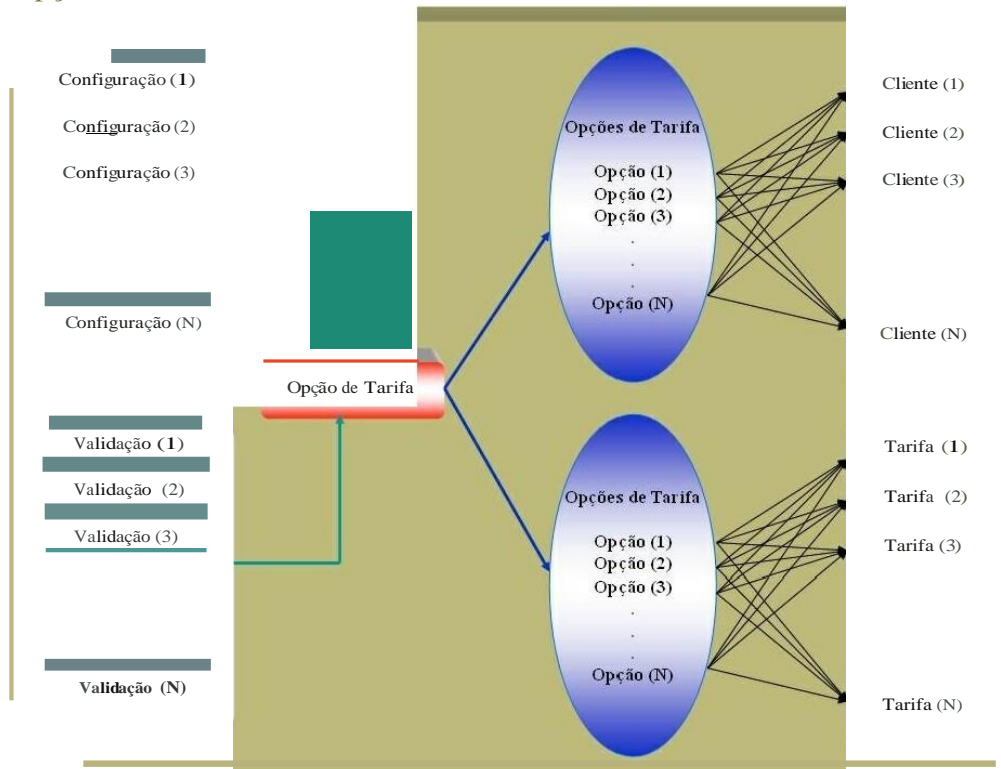 Configuração (1)
Configuração (2)
Configuração (3)
Configuração (N)
Validação (1)
Validação (2)
Validação (3)
Validação (N)
Opção de Tarifa
Opções de Tarifa
Opção (1)
Opção (2)
Opção (3)
.
.
.
Opção (N)
Opções de Tarifa
Opção (1)
Opção (2)
Opção (3)
.
.
.
Opção (N)
Cliente (1)
Cliente (2)
Cliente (3)
Cliente (N)
Tarifa (1)
Tarifa (2)
Tarifa (3)
Tarifa (N)